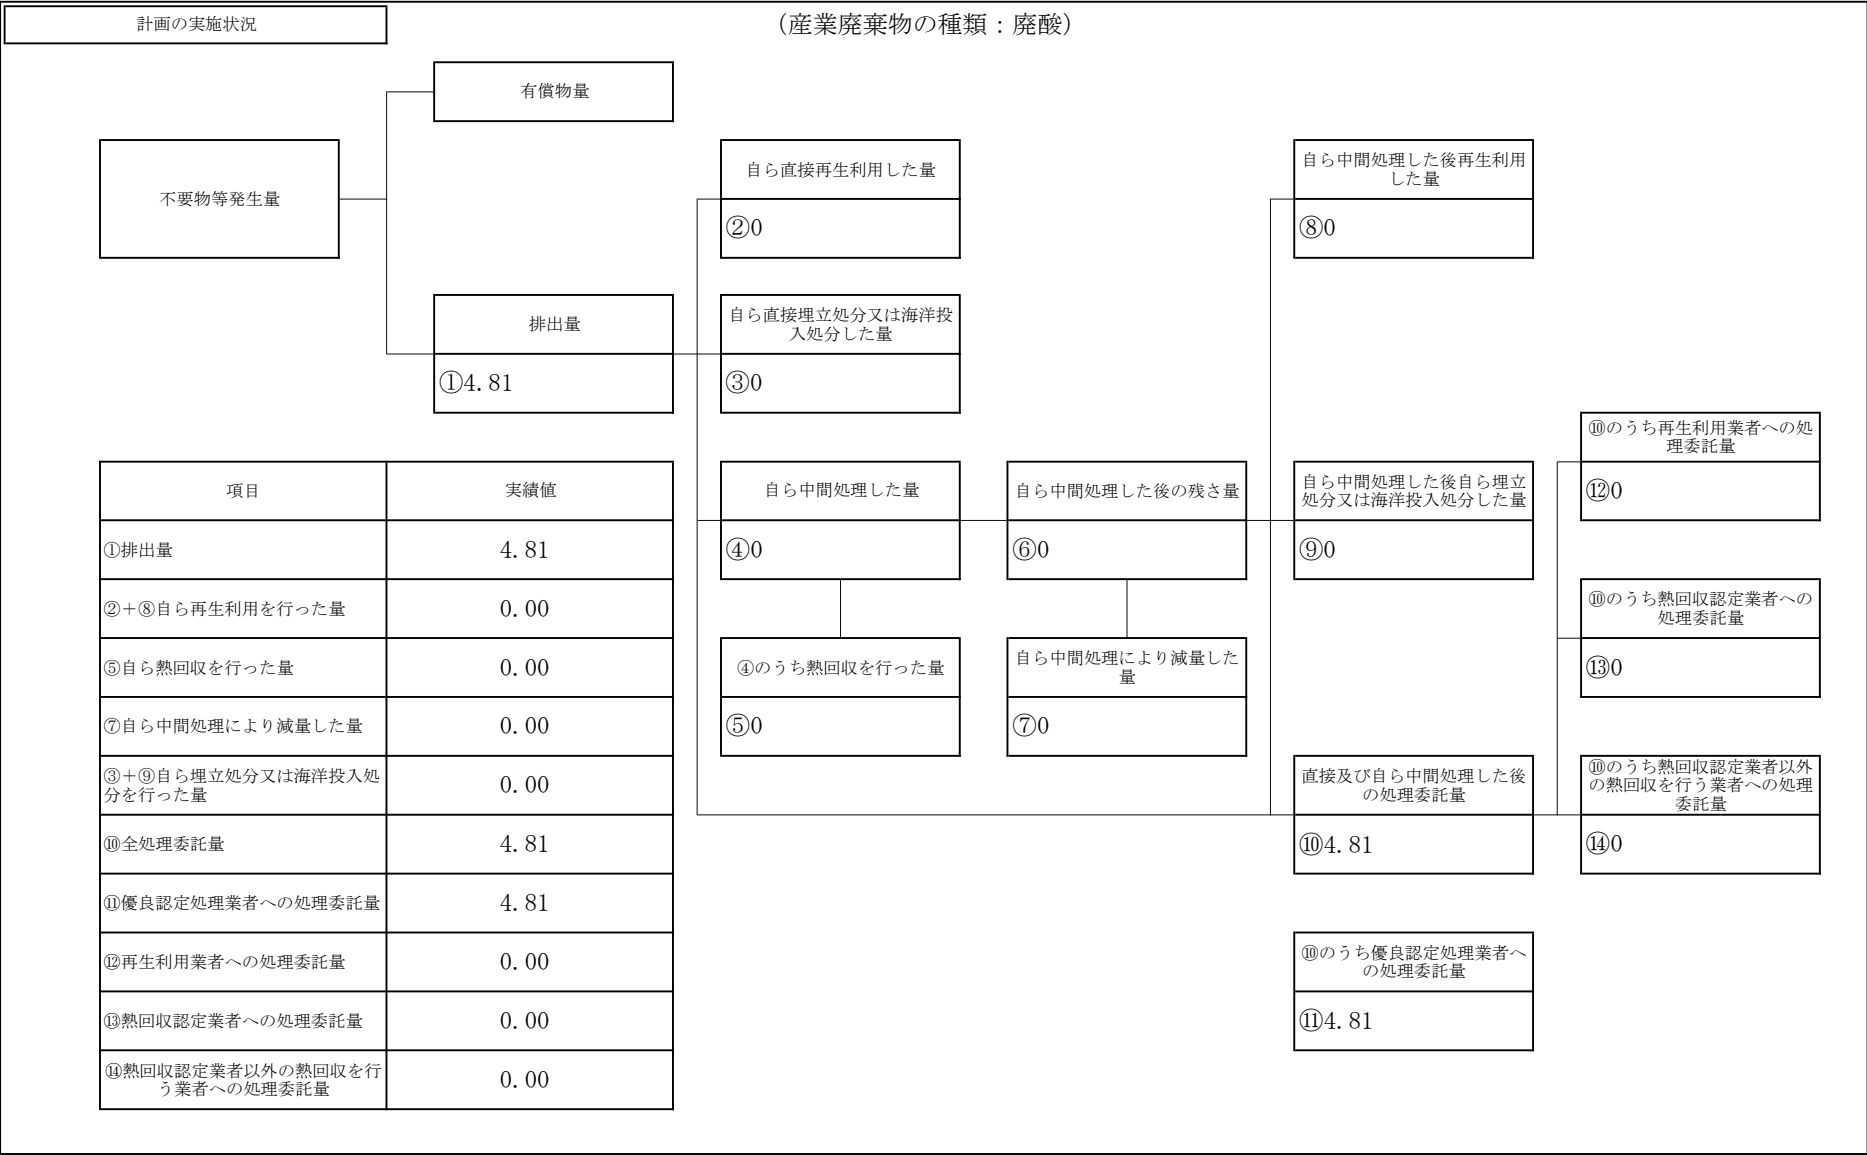 計画の実施状況
（産業廃棄物の種類：廃酸）
有償物量
不要物等発生量
自ら直接再生利用した量
②0
自ら中間処理した後再生利用
した量
⑧0
排出量
①4.81
自ら直接埋立処分又は海洋投
入処分した量
③0
⑩のうち再生利用業者への処
理委託量
⑫0
自ら中間処理した量
④0
自ら中間処理した後の残さ量
⑥0
自ら中間処理した後自ら埋立
処分又は海洋投入処分した量
⑨0
⑩のうち熱回収認定業者への
処理委託量
⑬0
④のうち熱回収を行った量
⑤0
自ら中間処理により減量した
量
⑦0
直接及び自ら中間処理した後
の処理委託量
⑩4.81
⑩のうち熱回収認定業者以外
の熱回収を行う業者への処理
委託量
⑭0
⑩のうち優良認定処理業者へ
の処理委託量
⑪4.81
項目 実績値
①排出量 4.81
②＋⑧自ら再生利用を行った量 0.00
⑤自ら熱回収を行った量 0.00
⑦自ら中間処理により減量した量 0.00
③＋⑨自ら埋立処分又は海洋投入処
分を行った量 0.00
⑩全処理委託量 4.81
⑪優良認定処理業者への処理委託量 4.81
⑫再生利用業者への処理委託量 0.00
⑬熱回収認定業者への処理委託量 0.00
⑭熱回収認定業者以外の熱回収を行
う業者への処理委託量 0.00